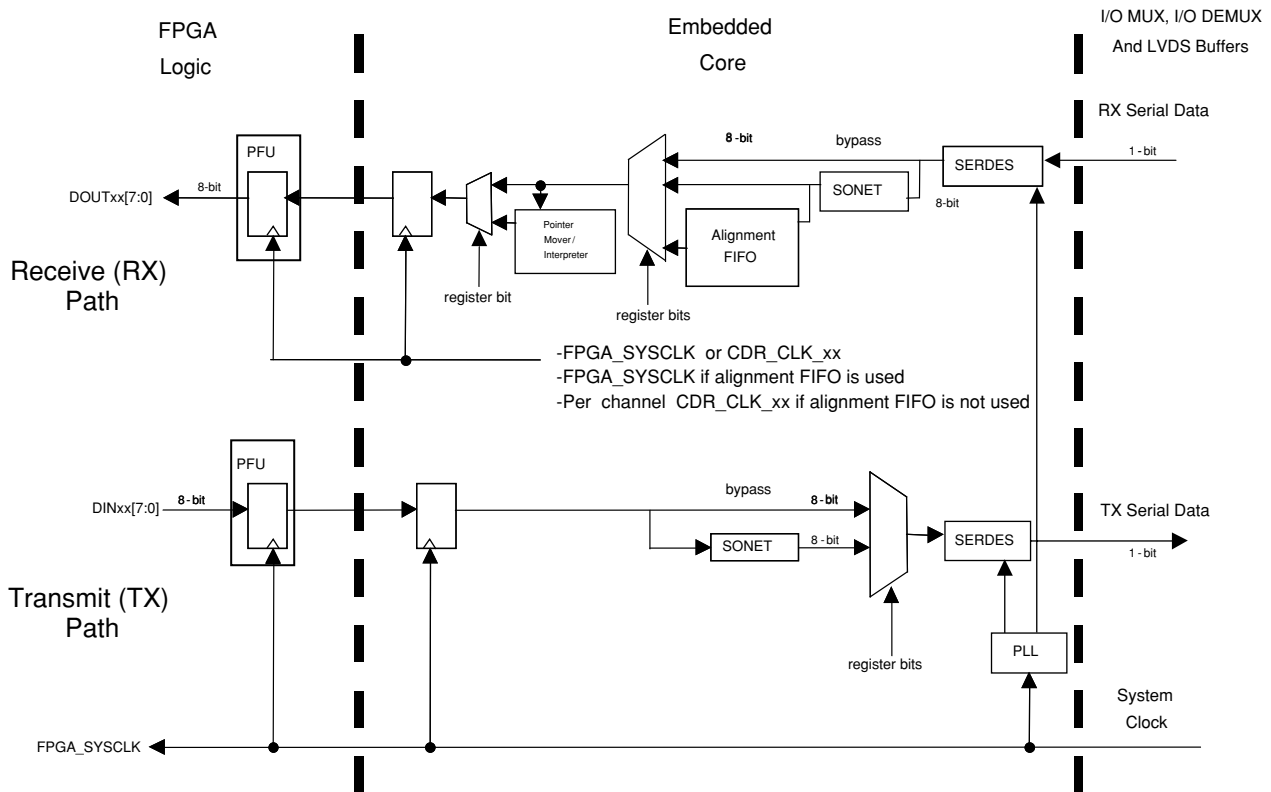 FPGA
Logic
Embedded
Core
I/O MUX, I/O DEMUX
And LVDS Buffers
RX Serial Data
PFU
8-bit
bypass
SERDES
1-bit
DOUTxx[7:0]
8-bit
SONET
8-bit
Pointer
Mover/
Interpreter
Alignment
FIFO
Receive (RX)
Path
register bit
register bits
-FPGA_SYSCLK or CDR_CLK_xx
-FPGA_SYSCLK if alignment FIFO is used
-Per channel CDR_CLK_xx if alignment FIFO is not used
PFU
DINxx[7:0]
8-bit
bypass
8-bit
TX Serial Data
SONET
8-bit
SERDES
1-bit
Transmit (TX)
Path
register bits
PLL
System
Clock
FPGA_SYSCLK